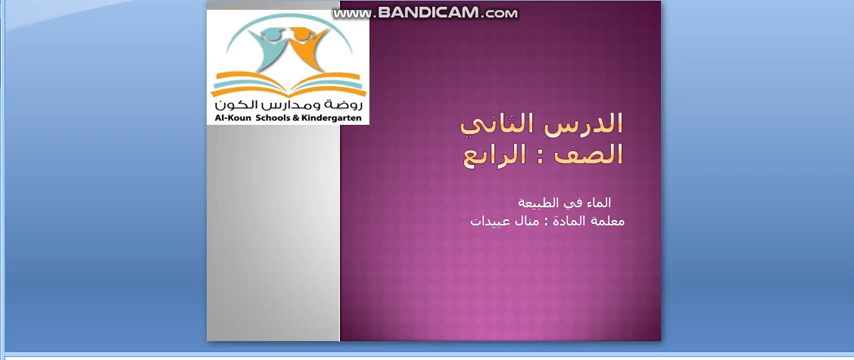 www.BANDICAM.com
روضة ومدارس الكون
Al-Koun Schools & Kindergarten
الدرس الثاني
الصف : الرابع
الماء في الطبيعة
معلمة المادة : منال عبيدات